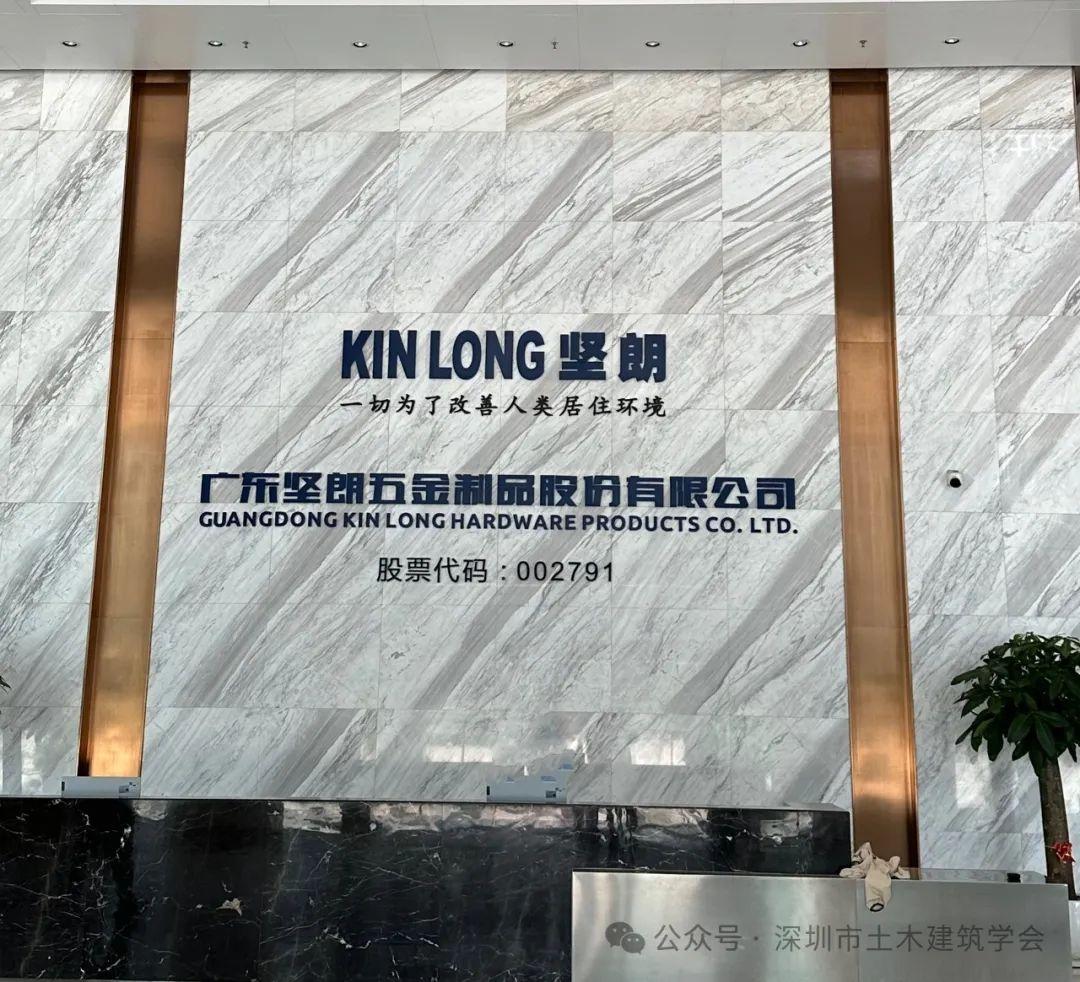 KIN LONG 坚朗
一切为了改善人类居住环境
广东坚朗五金制品股份有限公司
GUANGDONG KIN LONG HARDWARE PRODUCTS CO. LTD.
股票代码:002791
公众号·深圳市土木建筑学会